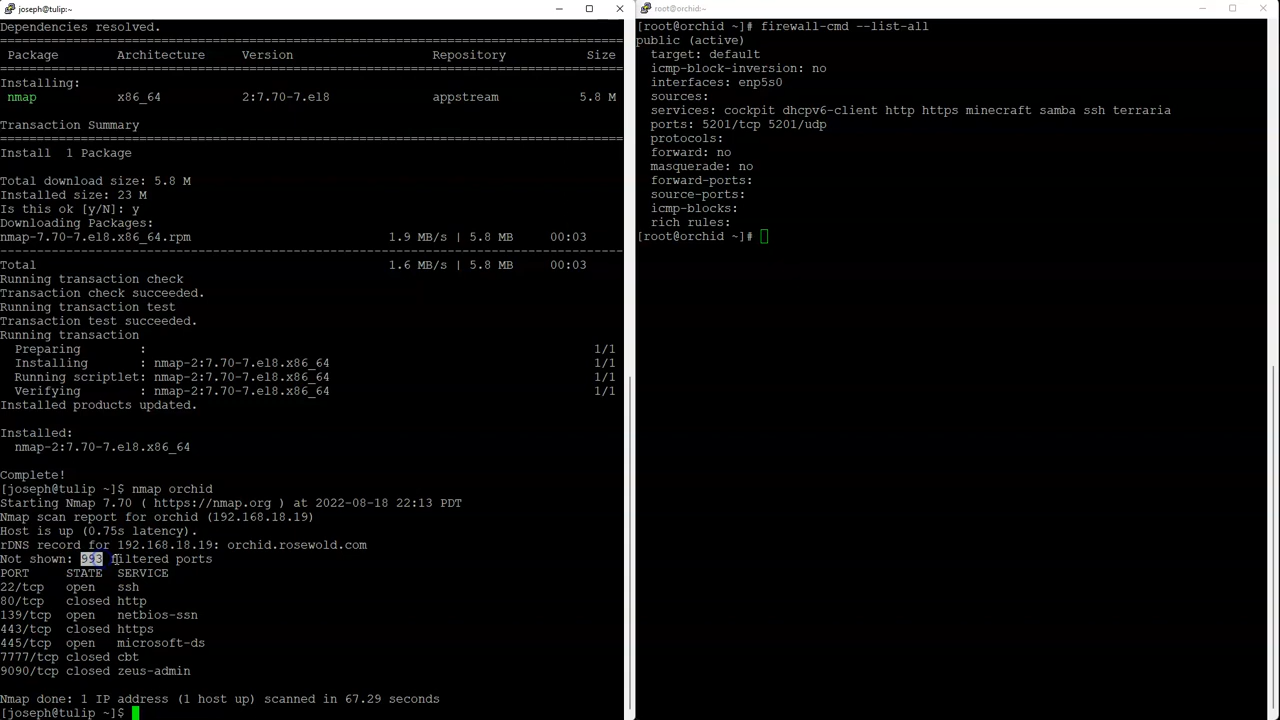 joseph@tulip:~
Dependencies resolved.
Package Architecture Version Repository Size
Installing:
nmap x86_64 2:7.70-7.el8 appstream 5.8 M
Transaction Summary
Install 1 Package
Total download size: 5.8 M
Installed size: 23 M
Is this ok [y/N]: y
Downloading Packages:
nmap-7.70-7.el8.x86_64.rpm 1.9 MB/s | 5.8 MB 00:03
Total 1.6 MB/s | 5.8 MB 00:03
Running transaction check
Transaction check succeeded.
Running transaction test
Transaction test succeeded.
Running transaction
Preparing : 1/1
Installing : nmap-2:7.70-7.el8.x86_64 1/1
Running scriptlet: nmap-2:7.70-7.el8.x86_64 1/1
Verifying : nmap-2:7.70-7.el8.x86_64 1/1
Installed products updated.
Installed:
nmap-2:7.70-7.el8.x86_64
Complete!
[joseph@tulip ~]$ nmap orchid
Starting Nmap 7.70 ( https://nmap.org ) at 2022-08-18 22:13 PDT
Nmap scan report for orchid (192.168.18.19)
Host is up (0.75s latency).
rDNS record for 192.168.18.19: orchid.rosewold.com
Not shown: 993 filtered ports
PORT STATE SERVICE
22/tcp open ssh
80/tcp closed http
139/tcp open netbios-ssn
443/tcp closed https
445/tcp open microsoft-ds
7777/tcp closed cbt
9090/tcp closed zeus-admin
Nmap done: 1 IP address (1 host up) scanned in 67.29 seconds
[joseph@tulip ~]$
root@orchid:~
[root@orchid ~]# firewall-cmd --list-all
public (active)
target: default
icmp-block-inversion: no
interfaces: enp5s0
sources:
services: cockpit dhcpv6-client http https minecraft samba ssh terraria
ports: 5201/tcp 5201/udp
protocols:
forward: no
masquerade: no
forward-ports:
source-ports:
icmp-blocks:
rich rules:
[root@orchid ~]#